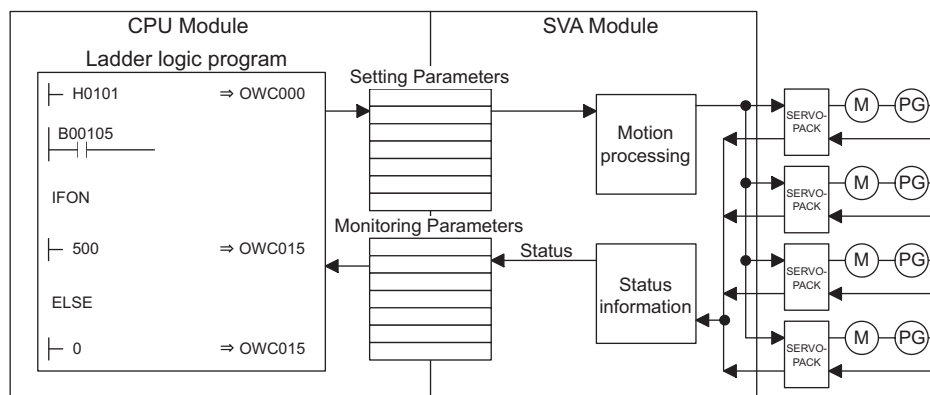 CPU Module
SVA Module
Ladder logic program
H0101 ⇒ OWC000
B00105
IFON
500 ⇒ OWC015
ELSE
0 ⇒ OWC015
Setting Parameters
Monitoring Parameters
Motion
processing
Status
Status
information
SERVO-
PACK
M
PG
SERVO-
PACK
M
PG
SERVO-
PACK
M
PG
SERVO-
PACK
M
PG